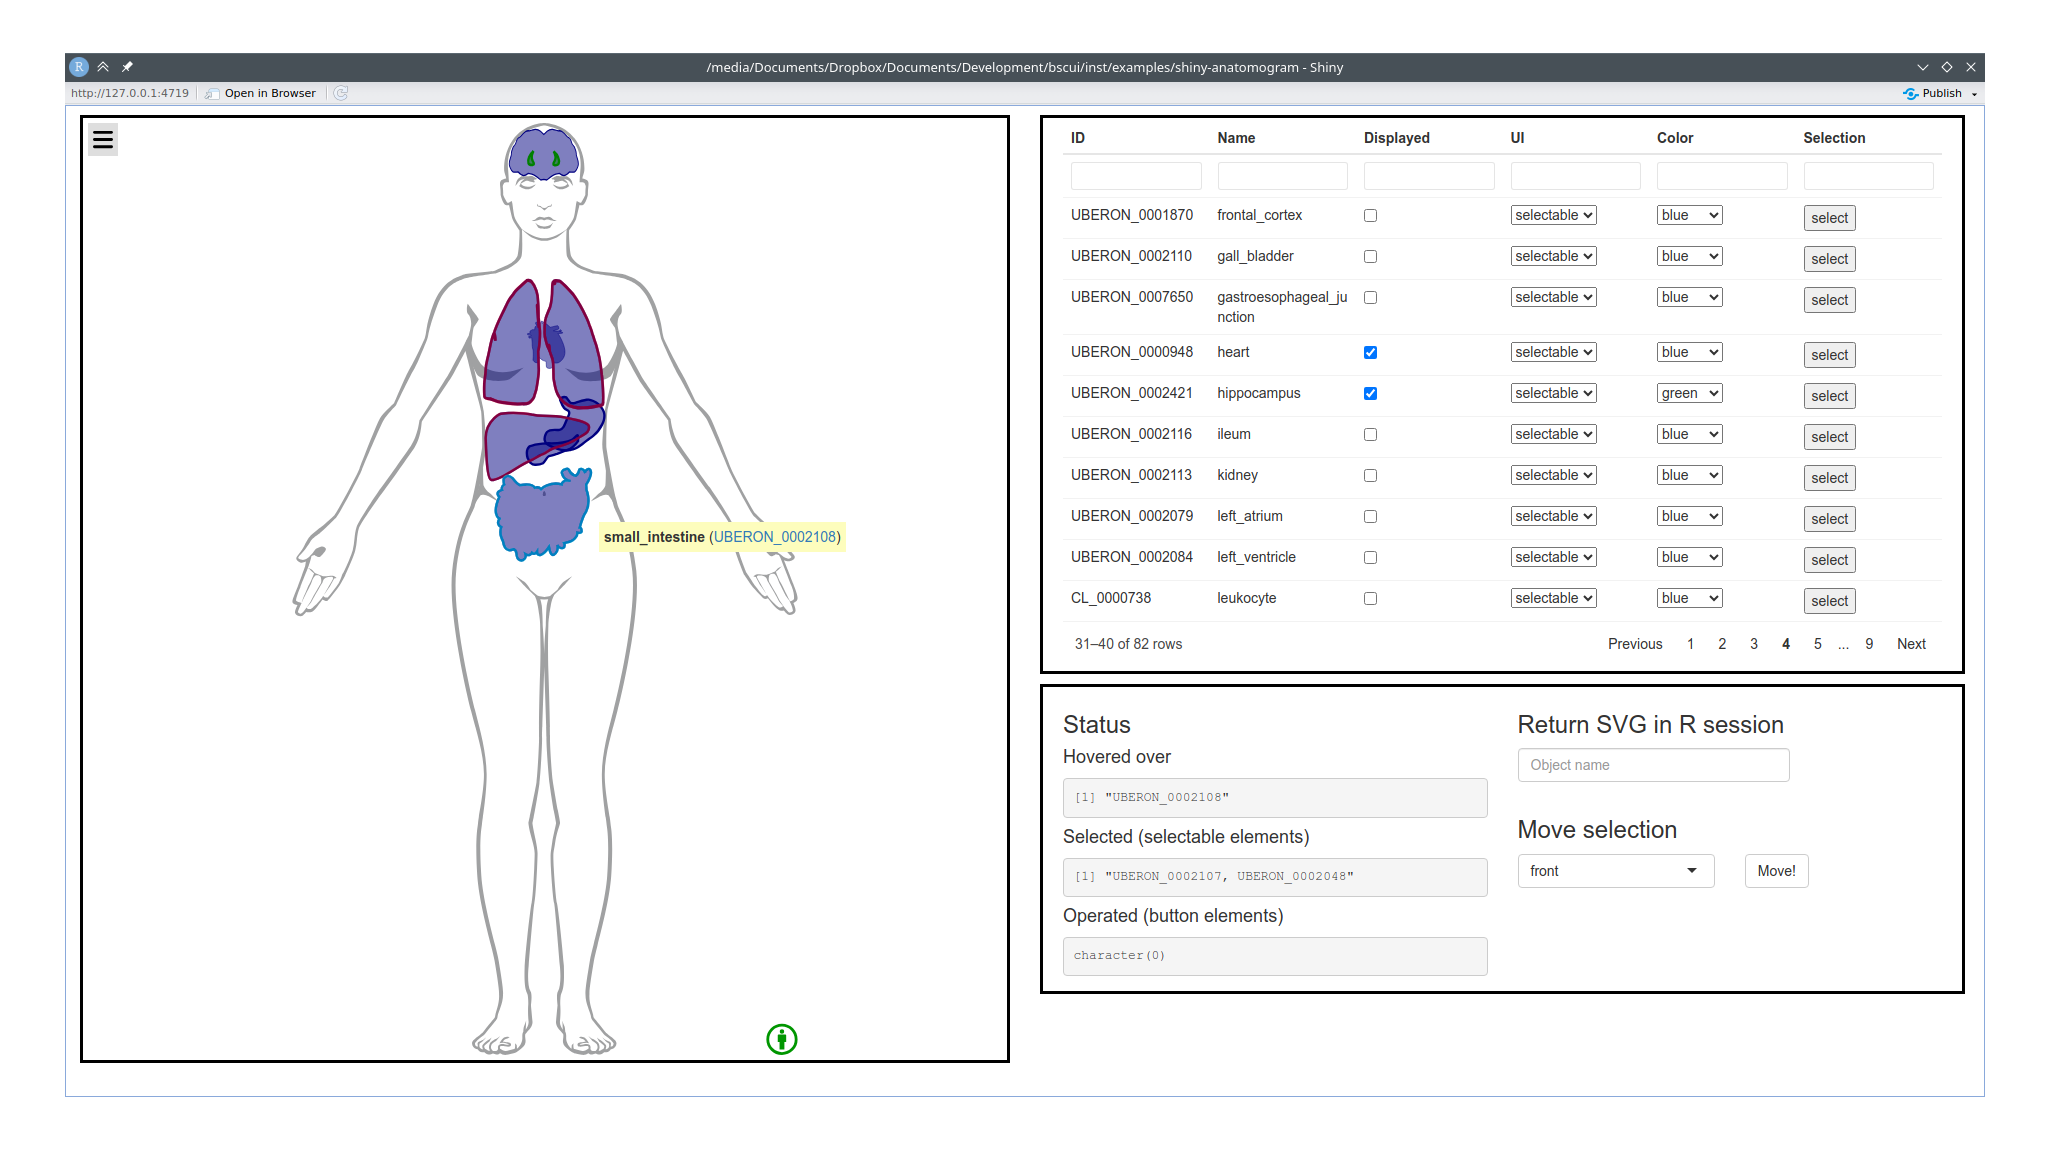 R
/media/Documents/Dropbox/Documents/Development/bscui/inst/examples/shiny-anatomogram - Shiny
http://127.0.0.1:4719 Open in Browser Publish
small_intestine (UBERON_0002108)
ID Name Displayed UI Color Selection
UBERON_0001870 frontal_cortex selectable blue select
UBERON_0002110 gall_bladder selectable blue select
UBERON_0007650 gastroesophageal_ju selectable blue select
nction
UBERON_0000948 heart selectable blue select
UBERON_0002421 hippocampus selectable green select
UBERON_0002116 ileum selectable blue select
UBERON_0002113 kidney selectable blue select
UBERON_0002079 left_atrium selectable blue select
UBERON_0002084 left_ventricle selectable blue select
CL_0000738 leukocyte selectable blue select
31–40 of 82 rows Previous 1 2 3 4 5 ... 9 Next
Status
Hovered over
[1] "UBERON_0002108"
Selected (selectable elements)
[1] "UBERON_0002107, UBERON_0002048"
Operated (button elements)
character(0)
Return SVG in R session
Object name
Move selection
front Move!